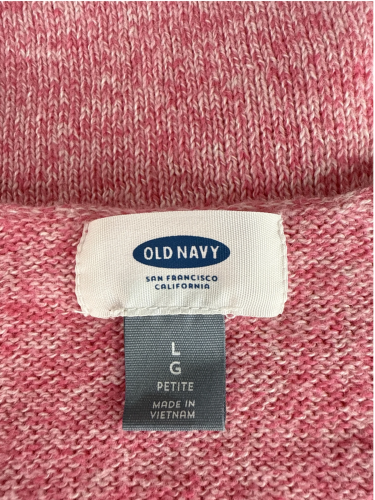 OLD NAVY
SAN FRANCISCO
CALIFORNIA
L
G
PETITE
MADE IN
VIETNAM